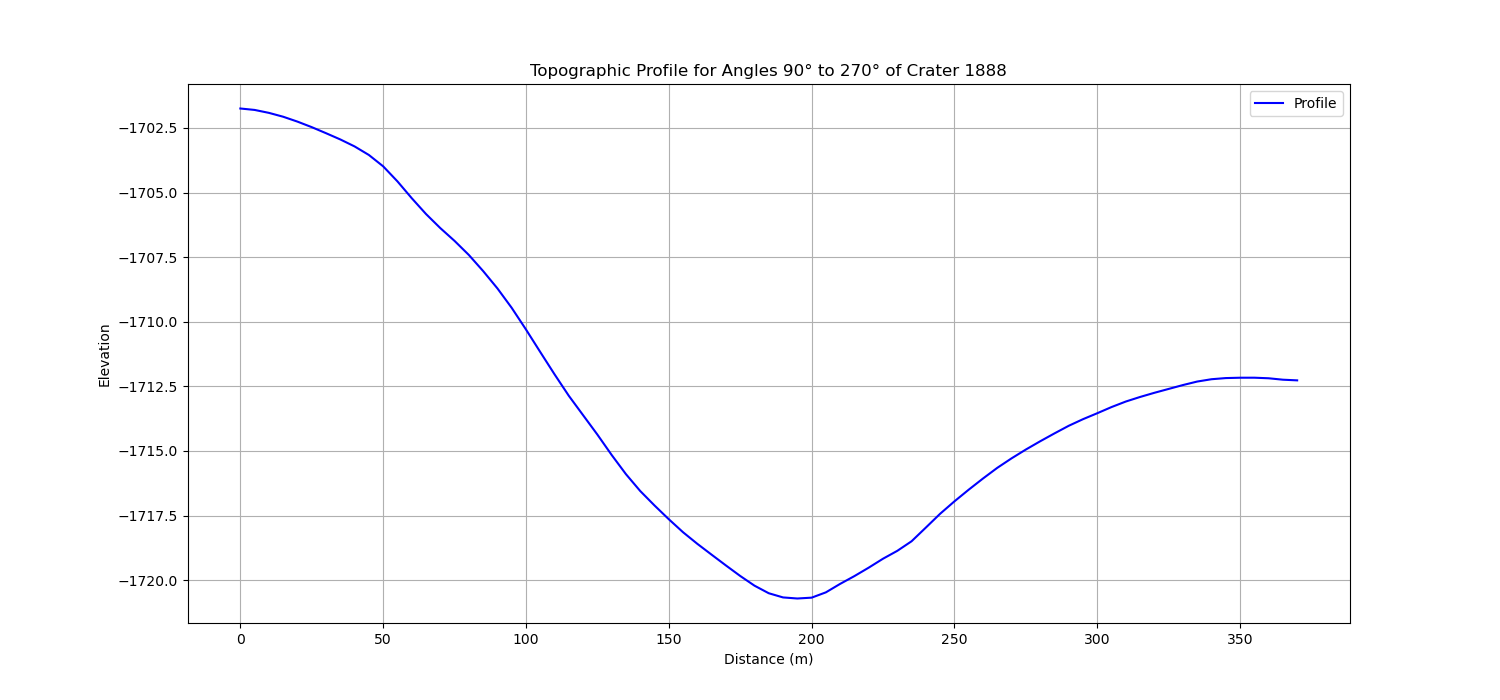 Topographic Profile for Angles 90° to 270° of Crater 1888
Profile
−1702.5
−1705.0
−1707.5
−1710.0
−1712.5
−1715.0
−1717.5
−1720.0
Elevation
0 50 100 150 200 250 300 350
Distance (m)